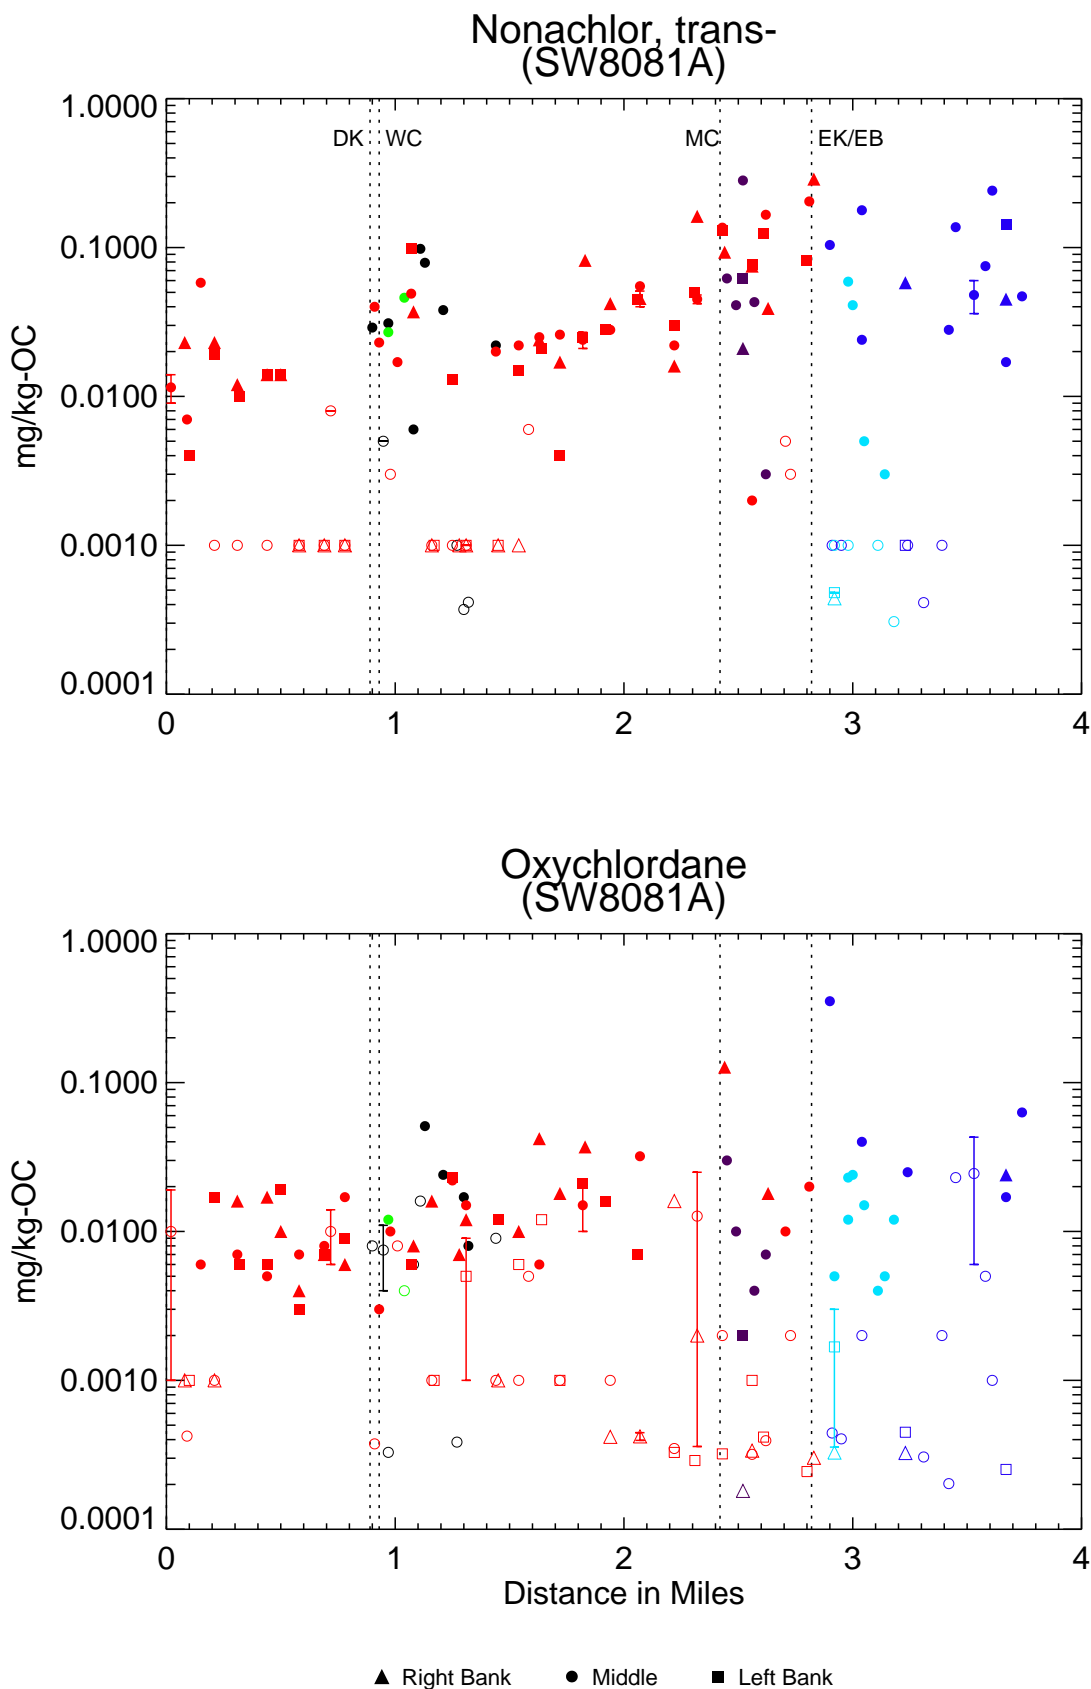 Nonachlor, trans-
(SW8081A)
1.0000
DK WC MC EK/EB
0.1000
mg/kg-OC
0.0100
0.0010
0.0001
0 1 2 3 4
Oxychlordane
(SW8081A)
1.0000
0.1000
mg/kg-OC
0.0100
0.0010
0.0001
0 1 2 3 4
Distance in Miles
Right Bank Middle Left Bank